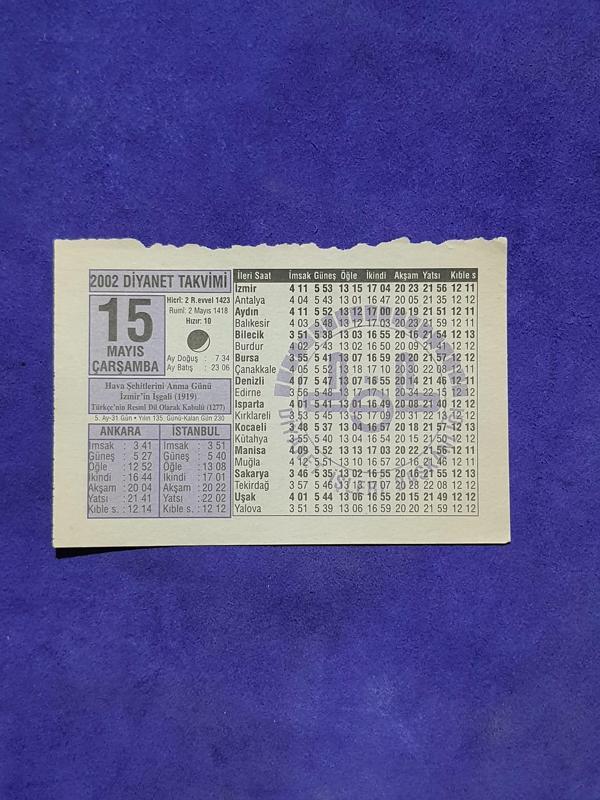 2002 DİYANET TAKVİMİ
15
MAYIS
ÇARŞAMBA
Hicrî: 2 R.evvel 1423
Rumî: 2 Mayıs 1418
Hızır: 10
Ay Doğuş : 7 34
Ay Batış : 23 06
Hava Şehitlerini Anma Günü
İzmir'in İşgali (1919)
Türkçe'nin Resmî Dil Olarak Kabulü (1277)
5. Ay-31 Gün • Yılın 135. Günü-Kalan Gün 230
ANKARA
İmsak : 3 41
Güneş : 5 27
Öğle : 12 52
İkindi : 16 44
Akşam : 20 04
Yatsı : 21 41
Kıble s. : 12 14
İSTANBUL
İmsak : 3 51
Güneş : 5 40
Öğle : 13 08
İkindi : 17 01
Akşam : 20 22
Yatsı : 22 02
Kıble s. : 12 12
İleri Saat İmsak Güneş Öğle İkindi Akşam Yatsı Kıble s
İzmir 4 11 5 53 13 15 17 04 20 23 21 56 12 11
Antalya 4 04 5 43 13 01 16 47 20 05 21 35 12 12
Aydın 4 11 5 52 13 12 17 00 20 19 21 51 12 11
Balıkesir 4 03 5 48 13 12 17 03 20 23 21 59 12 11
Bilecik 3 51 5 38 13 03 16 55 20 16 21 54 12 13
Burdur 4 02 5 43 13 02 16 50 20 09 21 41 12 12
Bursa 3 55 5 41 13 07 16 59 20 20 21 57 12 12
Çanakkale 4 05 5 52 13 18 17 10 20 30 22 08 12 11
Denizli 4 07 5 47 13 07 16 55 20 14 21 46 12 12
Edirne 3 56 5 48 13 17 11 20 34 22 15 12 11
Isparta 4 01 5 41 13 01 16 49 20 08 21 40 12 12
Kırklareli 3 53 5 45 13 17 09 20 31 22 13 12 11
Kocaeli 3 48 5 37 13 04 17 20 18 21 57 12 13
Kütahya 3 55 5 40 13 04 16 54 20 15 21 50 12 12
Manisa 4 09 5 52 13 13 17 03 20 22 21 56 12 11
Muğla 4 12 5 51 13 10 16 57 20 16 21 46 12 11
Sakarya 3 46 5 35 13 02 16 55 20 16 21 55 12 13
Tekirdağ 3 57 5 46 13 15 17 07 20 28 22 08 12 11
Uşak 4 01 5 44 13 06 16 55 20 15 21 49 12 12
Yalova 3 51 5 39 13 06 16 59 20 20 21 59 12 12